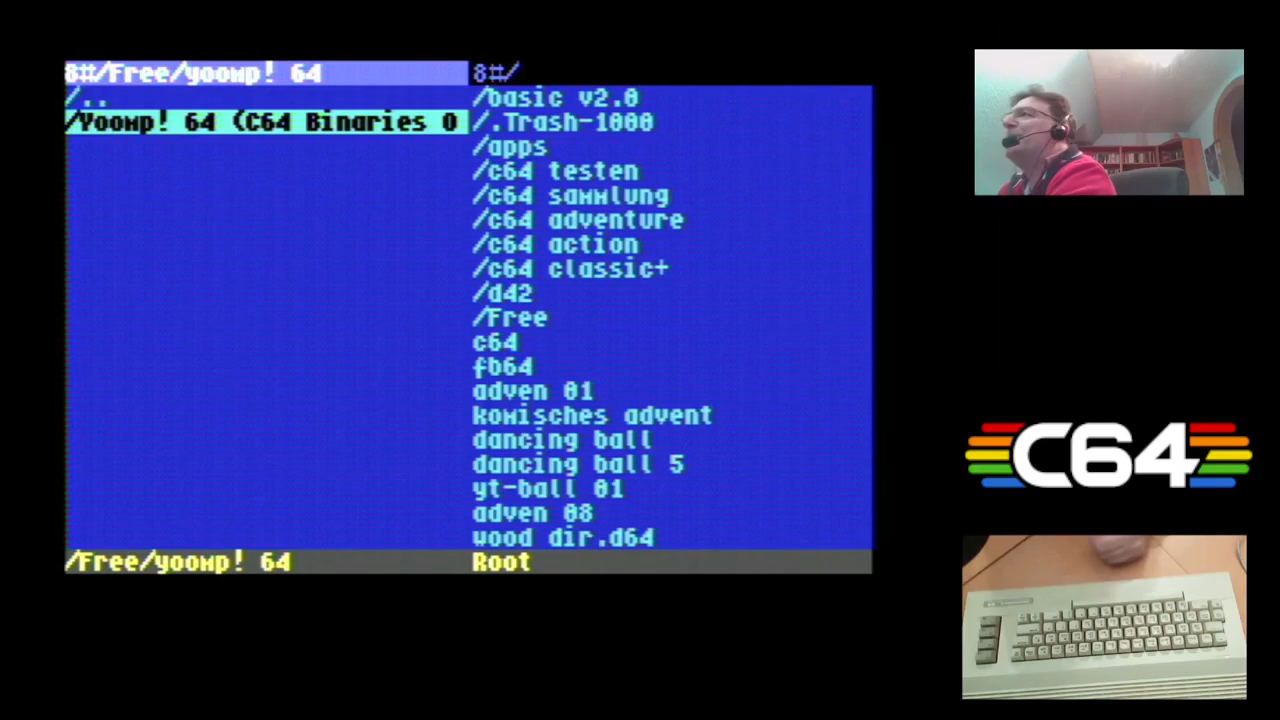 8#/Free/yoomp! 64
/..
/Yoomp! 64 (C64 Binaries O
/Free/yoomp! 64
8#/
/basic v2.0
/.Trash-1000
/apps
/c64 testen
/c64 sammlung
/c64 adventure
/c64 action
/c64 classic+
/d42
/Free
c64
fb64
adven 01
komisches advent
dancing ball
dancing ball 5
yt-ball 01
adven 08
wood dir.d64
Root
C64